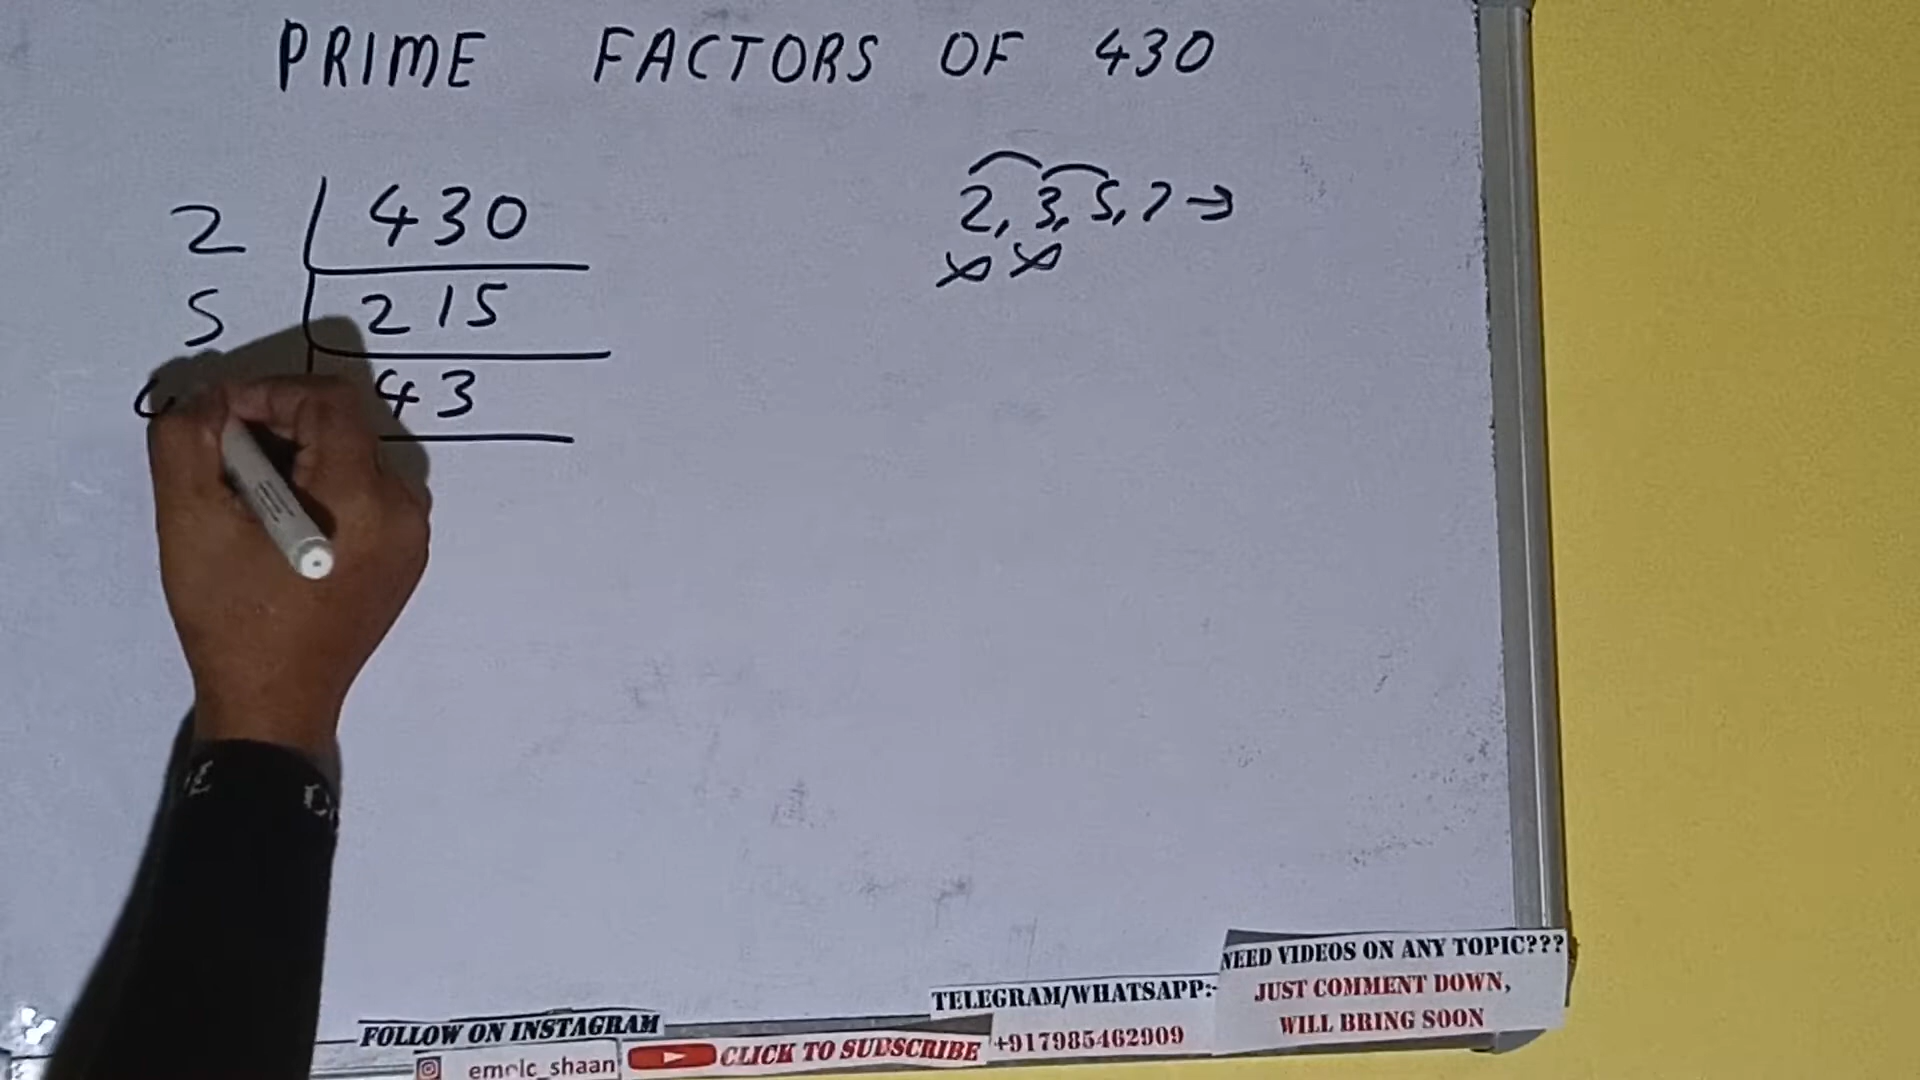 PRIME FACTORS OF 430
2 430
2, 3, 5, 7 →
5 215
43
NEED VIDEOS ON ANY TOPIC???
JUST COMMENT DOWN,
WILL BRING SOON
TELEGRAM/WHATSAPP:-
+917985462909
FOLLOW ON INSTAGRAM
emolc_shaan
CLICK TO SUBSCRIBE